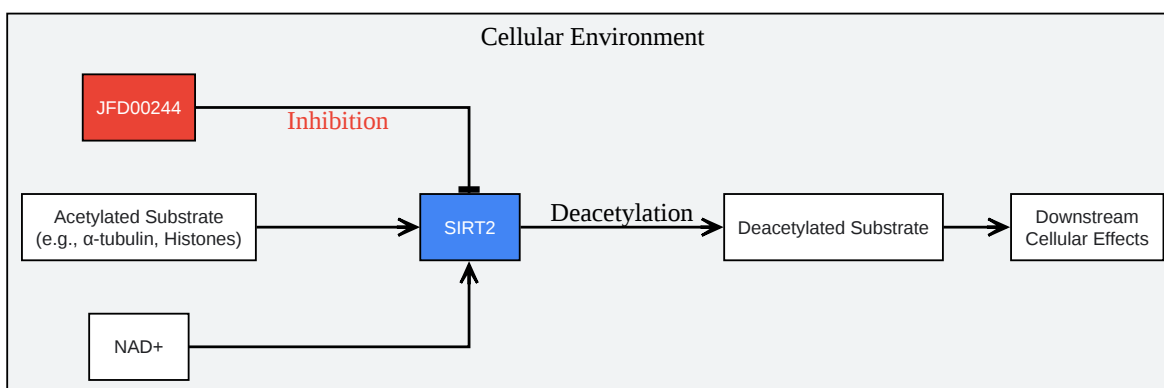 Cellular Environment
JFD00244
Inhibition
Acetylated Substrate
(e.g., α-tubulin, Histones)
SIRT2
Deacetylation
Deacetylated Substrate
Downstream
Cellular Effects
NAD+